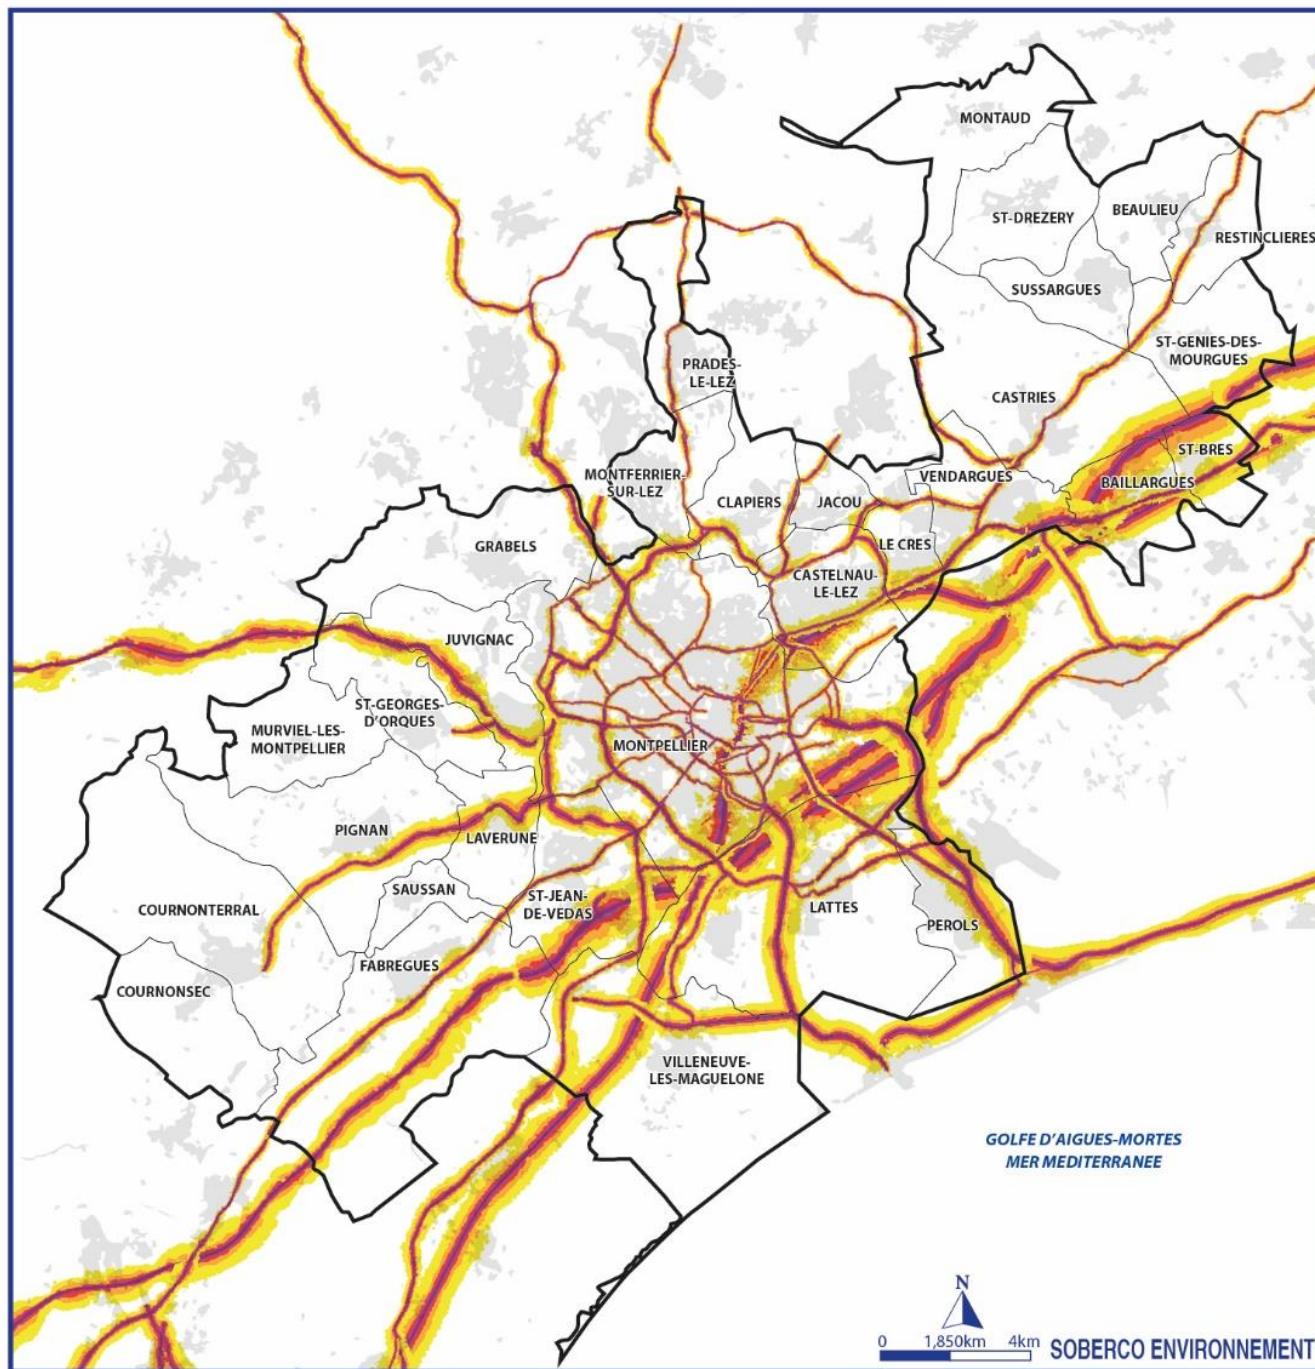 MONTAUD
ST-DREZERY
BEAULIEU
RESTINCLIERES
SUSSARGUES
ST-GENIES-DES-
MOURGUES
PRADES-
LE-LEZ
CASTRIES
ST-BRES
MONTFERRIER-
SUR-LEZ
VENDARGUES
BAILLARGUES
CLAPIERS
JACOU
GRABELS
LE CRES
CASTELNAU-
LE-LEZ
JUVIGNAC
ST-GEORGES-
D'ORQUES
MURVIEL-LES-
MONTPELLIER
MONTPELLIER
PIGNAN
LAVERUNE
SAUSSAN
ST-JEAN-
DE-VEDAS
COURNONTERRAL
LATTES
PEROLS
FABREGUES
COURNONSEC
VILLENEUVE-
LES-MAGUELONE
GOLFE D'AIGUES-MORTES
MER MEDITERRANEE
N
0 1,850km 4km
SOBERCO ENVIRONNEMENT